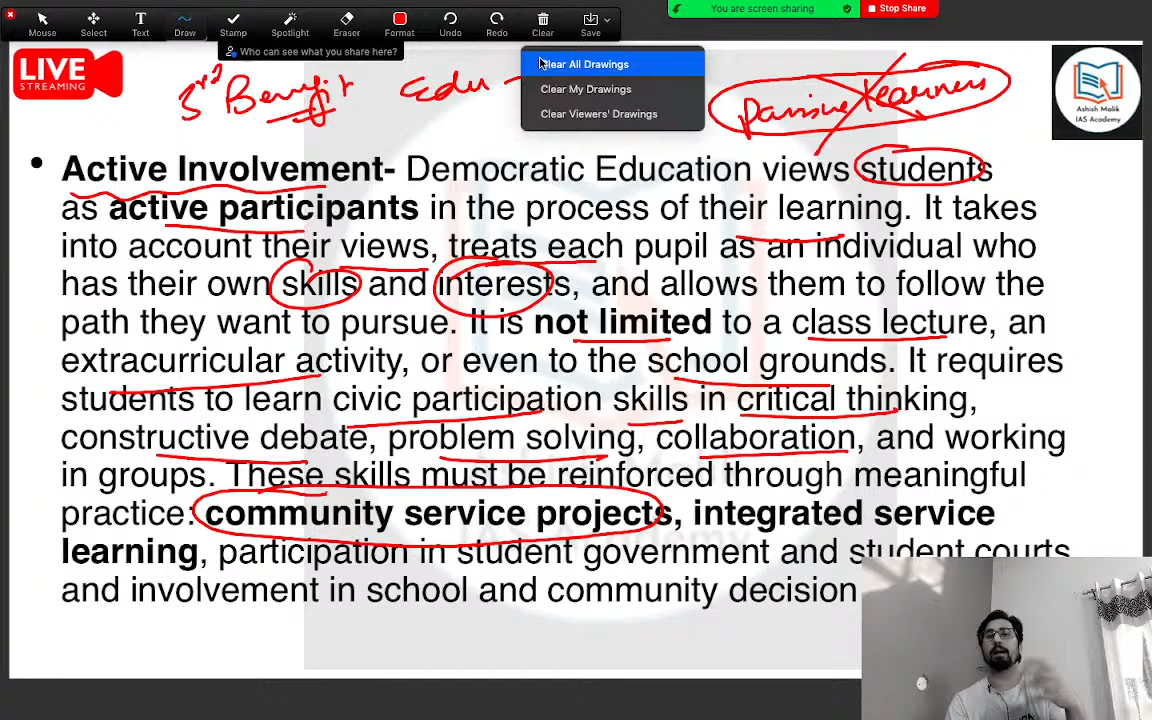 You are screen sharing
Stop Share
Mouse
Select
Text
Draw
Stamp
Spotlight
Eraser
Format
Undo
Redo
Clear
Save
Who can see what you share here?
Clear All Drawings
Clear My Drawings
Clear Viewers' Drawings
LIVE
STREAMING
3rd Benefit Edu -
Passive Learners
Ashish Malik
IAS Academy
• Active Involvement- Democratic Education views students
as active participants in the process of their learning. It takes
into account their views, treats each pupil as an individual who
has their own skills and interests, and allows them to follow the
path they want to pursue. It is not limited to a class lecture, an
extracurricular activity, or even to the school grounds. It requires
students to learn civic participation skills in critical thinking,
constructive debate, problem solving, collaboration, and working
in groups. These skills must be reinforced through meaningful
practice: community service projects, integrated service
learning, participation in student government and student courts
and involvement in school and community decision